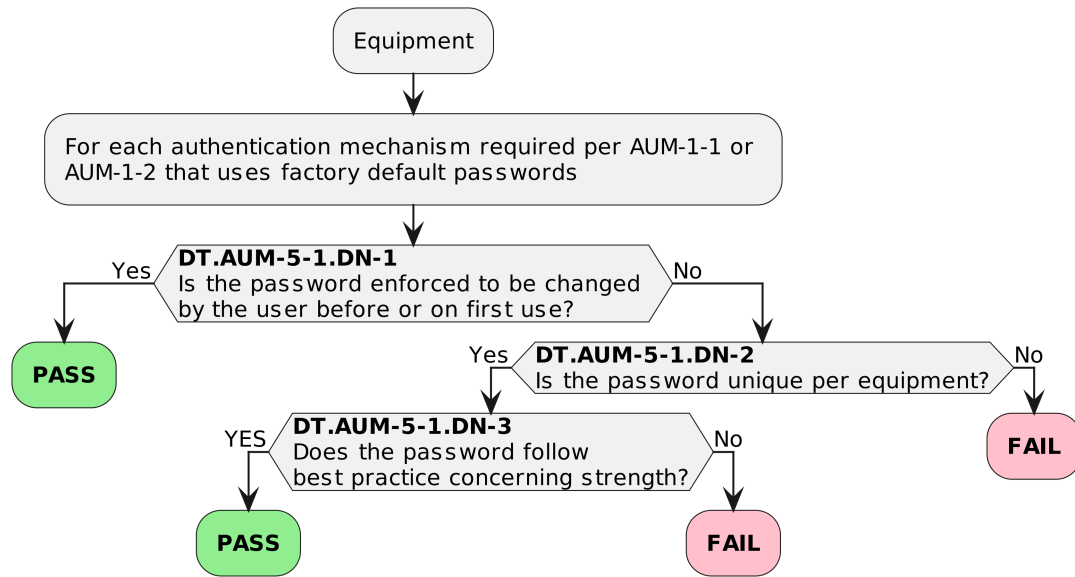 Equipment
For each authentication mechanism required per AUM-1-1 or
AUM-1-2 that uses factory default passwords
DT.AUM-5-1.DN-1
Yes
Is the password enforced to be changed
No
by the user before or on first use?
PASS
DT.AUM-5-1.DN-2
Yes
Is the password unique per equipment?
No
DT.AUM-5-1.DN-3
YES
Does the password follow
No
best practice concerning strength?
FAIL
PASS
FAIL